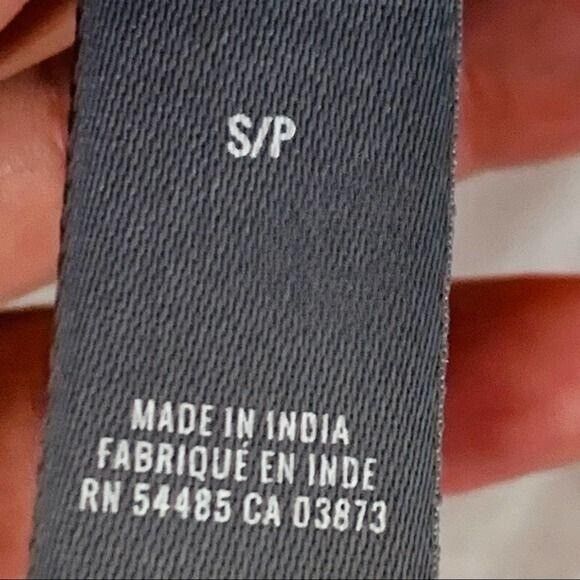 S/P
MADE IN INDIA
FABRIQUÉ EN INDE
RN 54485 CA 03873